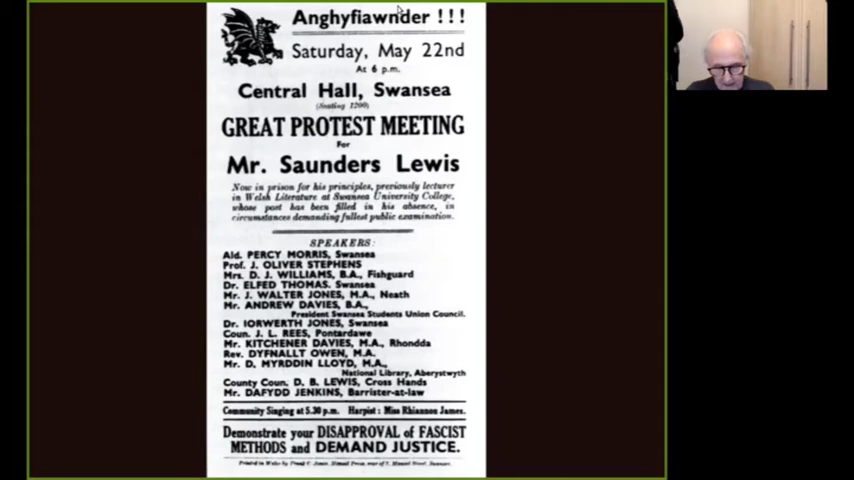 Anghyfiawnder ! ! !
Saturday, May 22nd
At 6 p.m.
Central Hall, Swansea
(Seating 1200)
GREAT PROTEST MEETING
For
Mr. Saunders Lewis
Now in prison for his principles, previously lecturer
in Welsh Literature at Swansea University College,
whose post has been filled in his absence, in
circumstances demanding fullest public examination.
SPEAKERS:
Ald. PERCY MORRIS, Swansea
Prof. J. OLIVER STEPHENS
Mrs. D. J. WILLIAMS, B.A., Fishguard
Dr. ELFED THOMAS. Swansea
Mr. J. WALTER JONES, M.A., Neath
Mr. ANDREW DAVIES, B.A.,
President Swansea Students Union Council.
Dr. IORWERTH JONES, Swansea
Coun. J. L. REES, Pontardawe
Mr. KITCHENER DAVIES, M.A., Rhondda
Rev. DYFNALLT OWEN, M.A.
Mr. D. MYRDDIN LLOYD, M.A.,
National Library, Aberystwyth
County Coun. D. B. LEWIS, Cross Hands
Mr. DAFYDD JENKINS, Barrister-at-law
Community Singing at 5.30 p.m. Harpist : Miss Rhiannon James.
Demonstrate your DISAPPROVAL of FASCIST
METHODS and DEMAND JUSTICE.
Printed in Wales by